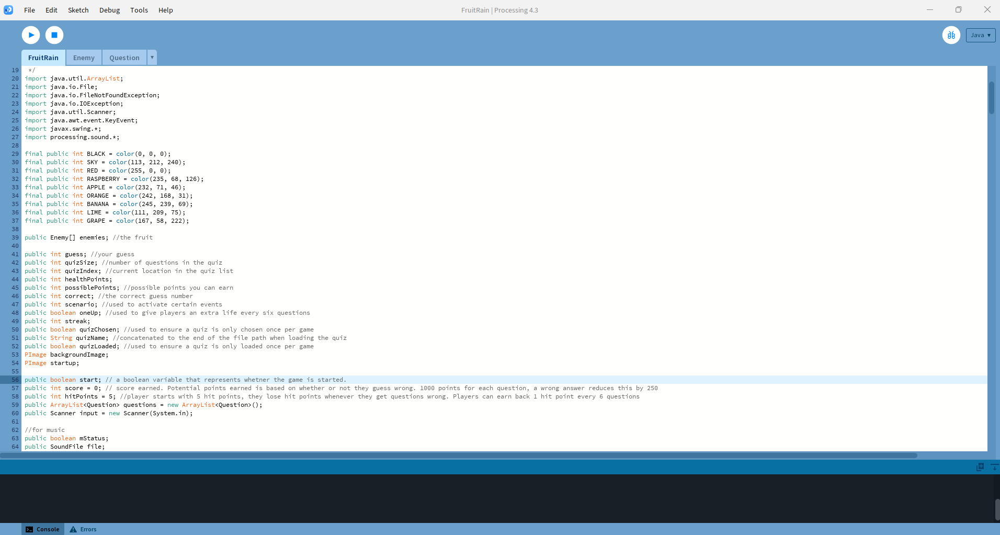 File Edit Sketch Debug Tools Help
FruitRain | Processing 4.3
Java ▾
FruitRain Enemy Question ▾
19 */
20 import java.util.ArrayList;
21 import java.io.File;
22 import java.io.FileNotFoundException;
23 import java.io.IOException;
24 import java.util.Scanner;
25 import java.awt.event.KeyEvent;
26 import javax.swing.*;
27 import processing.sound.*;
28
29 final public int BLACK = color(0, 0, 0);
30 final public int SKY = color(113, 212, 240);
31 final public int RED = color(255, 0, 0);
32 final public int RASPBERRY = color(235, 68, 126);
33 final public int APPLE = color(232, 71, 46);
34 final public int ORANGE = color(242, 168, 31);
35 final public int BANANA = color(245, 239, 69);
36 final public int LIME = color(111, 209, 75);
37 final public int GRAPE = color(167, 58, 222);
38
39 public Enemy[] enemies; //the fruit
40
41 public int guess; //your guess
42 public int quizSize; //number of questions in the quiz
43 public int quizIndex; //current location in the quiz list
44 public int healthPoints;
45 public int possiblePoints; //possible points you can earn
46 public int correct; //the correct guess number
47 public int scenario; //used to activate certain events
48 public boolean oneUp; //used to give players an extra life every six questions
49 public int streak;
50 public boolean quizChosen; //used to ensure a quiz is only chosen once per game
51 public String quizName; //concatenated to the end of the file path when loading the quiz
52 public boolean quizLoaded; //used to ensure a quiz is only loaded once per game
53 PImage backgroundImage;
54 PImage startup;
55
56 public boolean start; // a boolean variable that represents whetner the game is started.
57 public int score = 0; // score earned. Potential points earned is based on whether or not they guess wrong. 1000 points for each question, a wrong answer reduces this by 250
58 public int hitPoints = 5; //player starts with 5 hit points, they lose hit points whenever they get questions wrong. Players can earn back 1 hit point every 6 questions
59 public ArrayList<Question> questions = new ArrayList<Question>();
60 public Scanner input = new Scanner(System.in);
61
62 //for music
63 public boolean mStatus;
64 public SoundFile file;
Console Errors